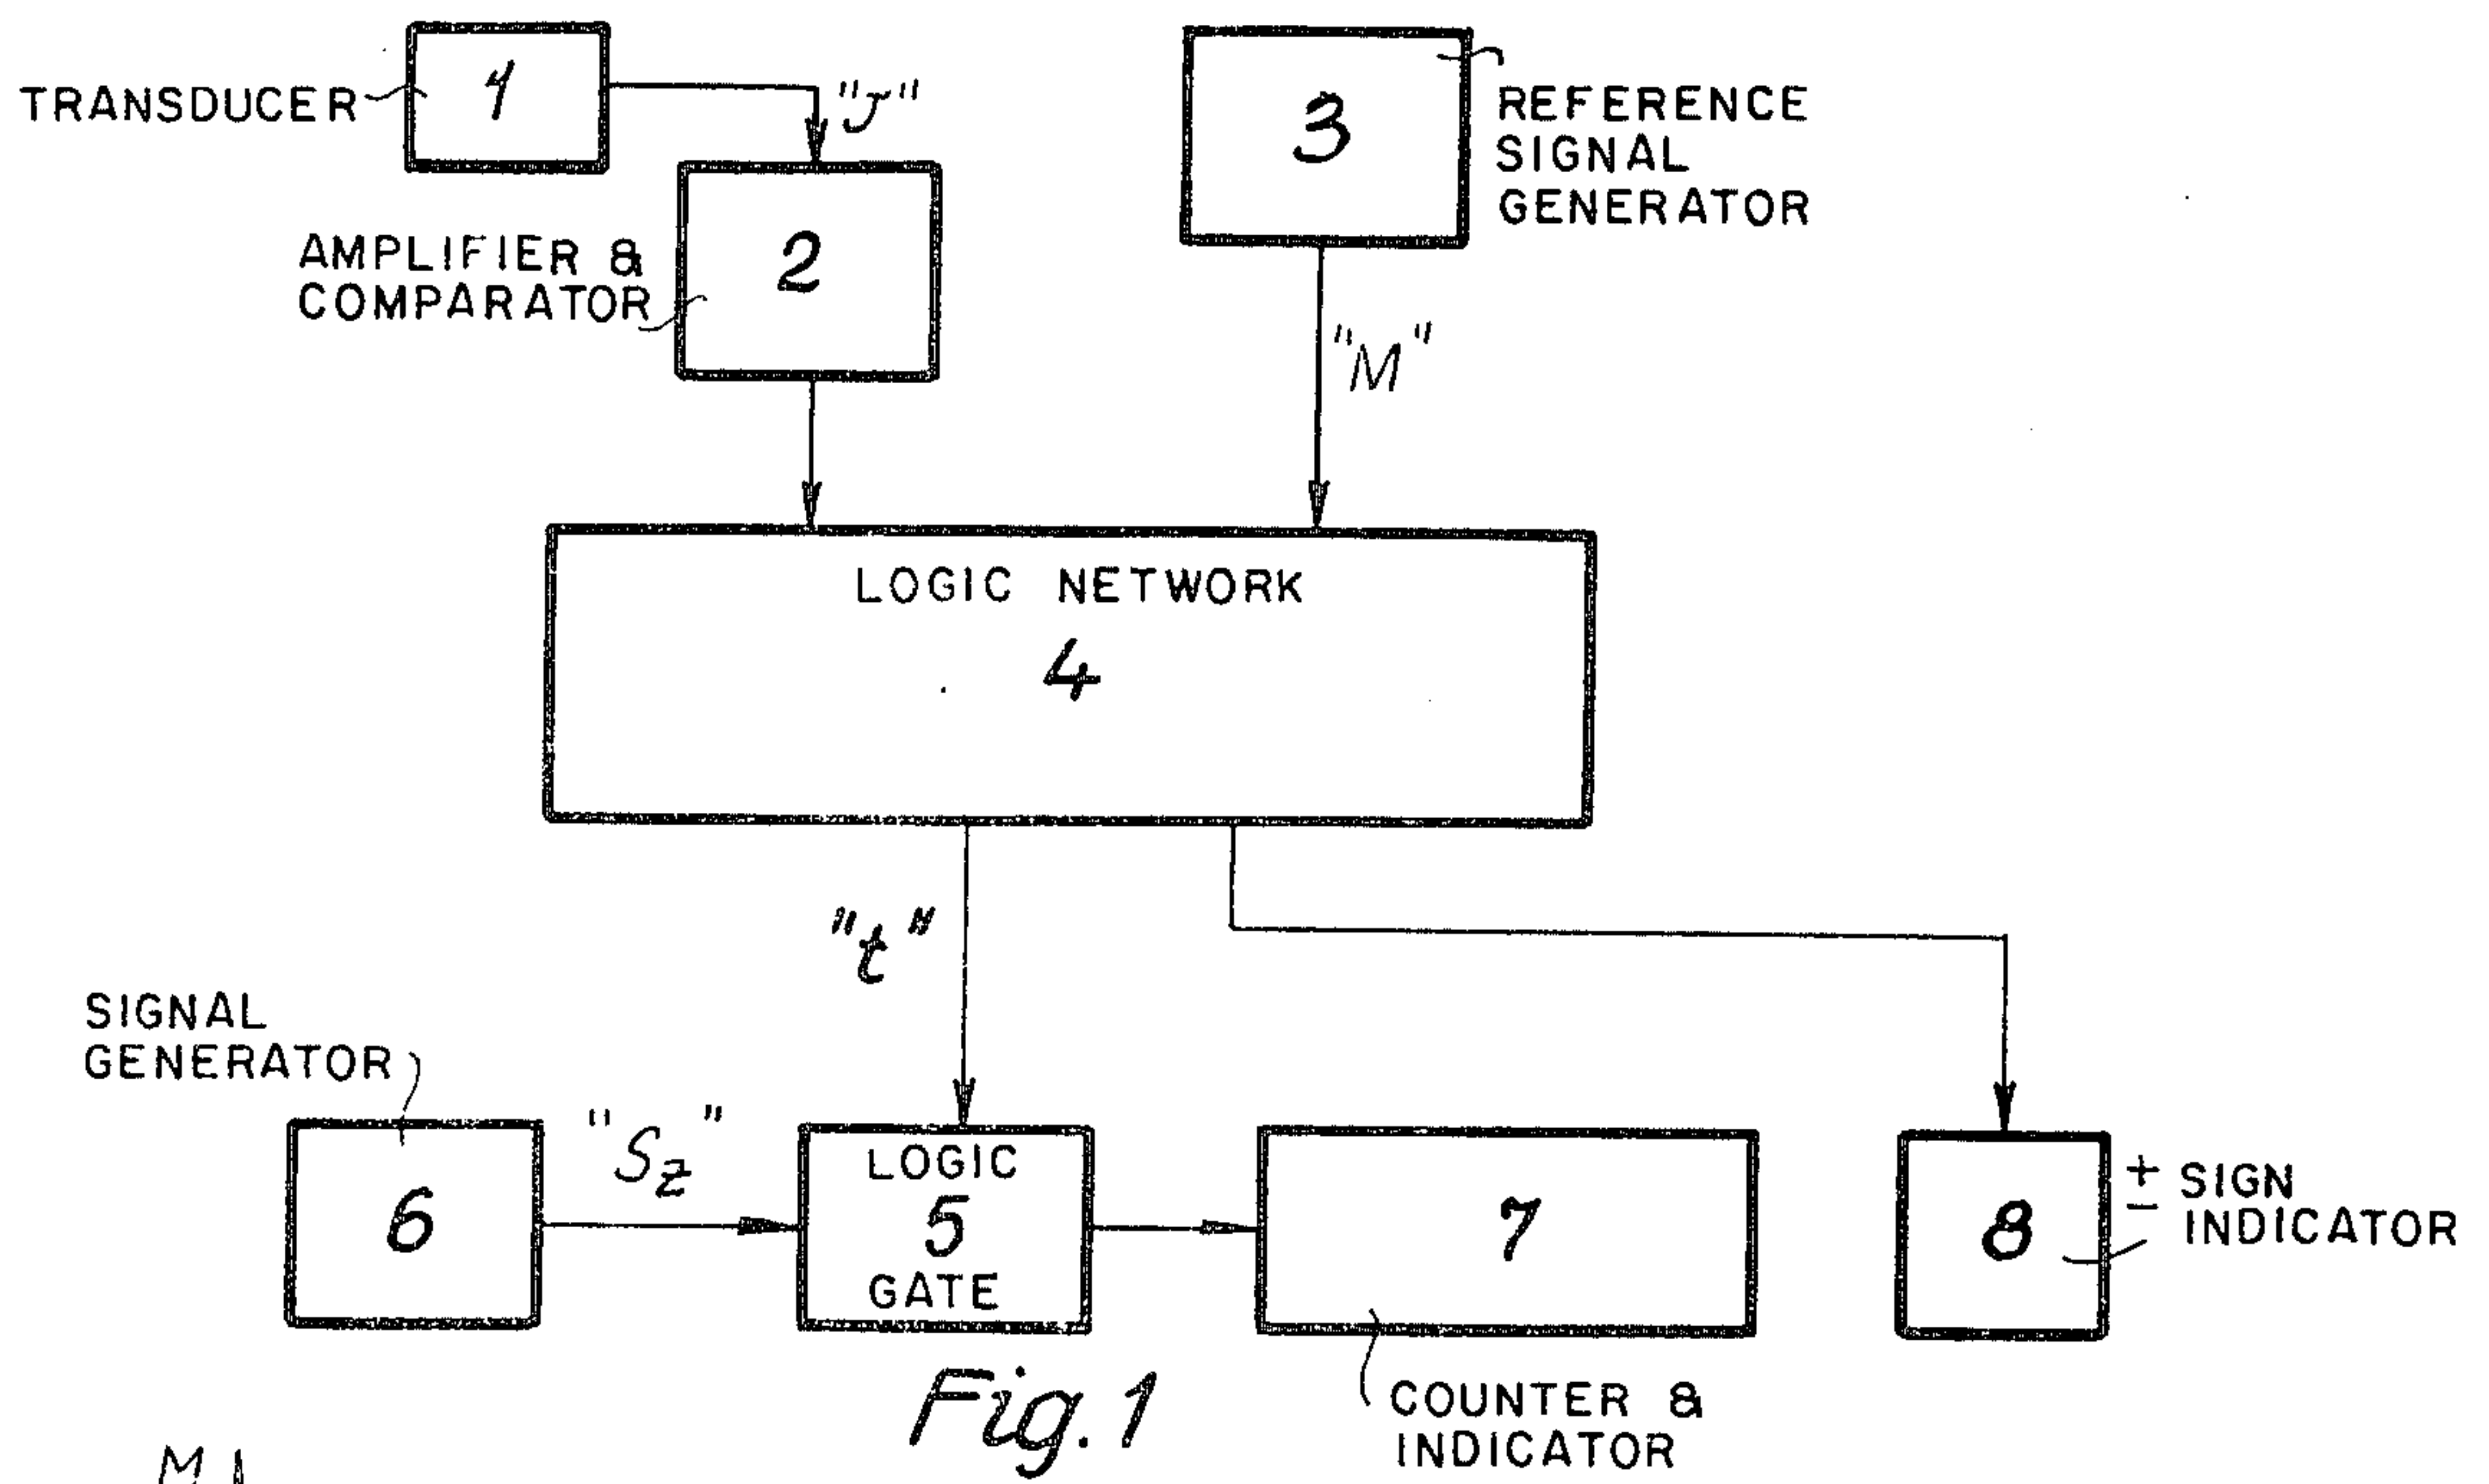 1
TRANSDUCER
"J"
3
REFERENCE
SIGNAL
GENERATOR
2
AMPLIFIER &
COMPARATOR
"M"
LOGIC NETWORK
4
"t"
SIGNAL
GENERATOR
6
"Sz"
LOGIC
5
GATE
7
8
+ SIGN
- INDICATOR
COUNTER &
INDICATOR
Fig. 1
M